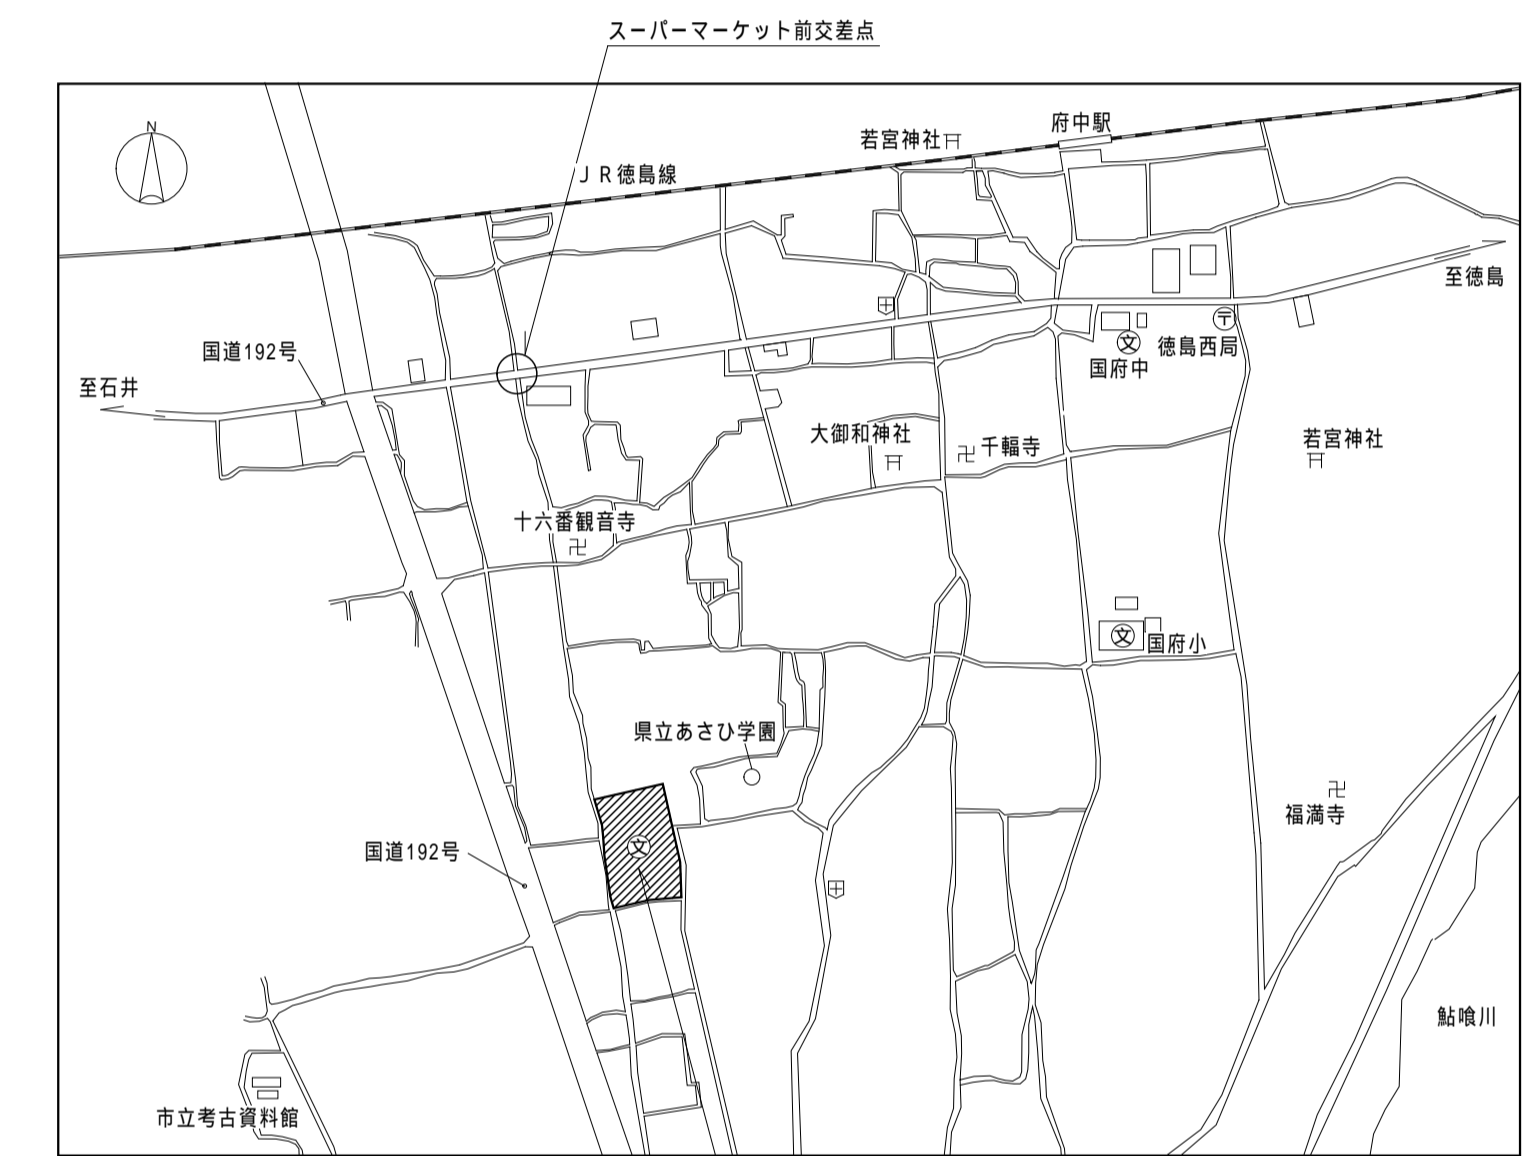 スーパーマーケット前交差点
N
府中駅
若宮神社
ＪＲ徳島線
至徳島
国道192号
徳島西局
文
国府中
至石井
大御和神社
千輻寺
若宮神社
十六番観音寺
文
国府小
県立あさひ学園
福満寺
文
国道192号
鮎喰川
市立考古資料館